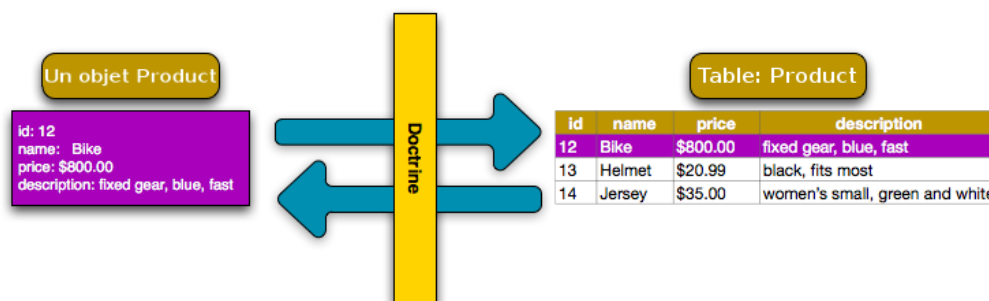 Un objet Product
id: 12
name: Bike
price: $800.00
description: fixed gear, blue, fast
Doctrine
Table: Product
id name price description
12 Bike $800.00 fixed gear, blue, fast
13 Helmet $20.99 black, fits most
14 Jersey $35.00 women's small, green and white